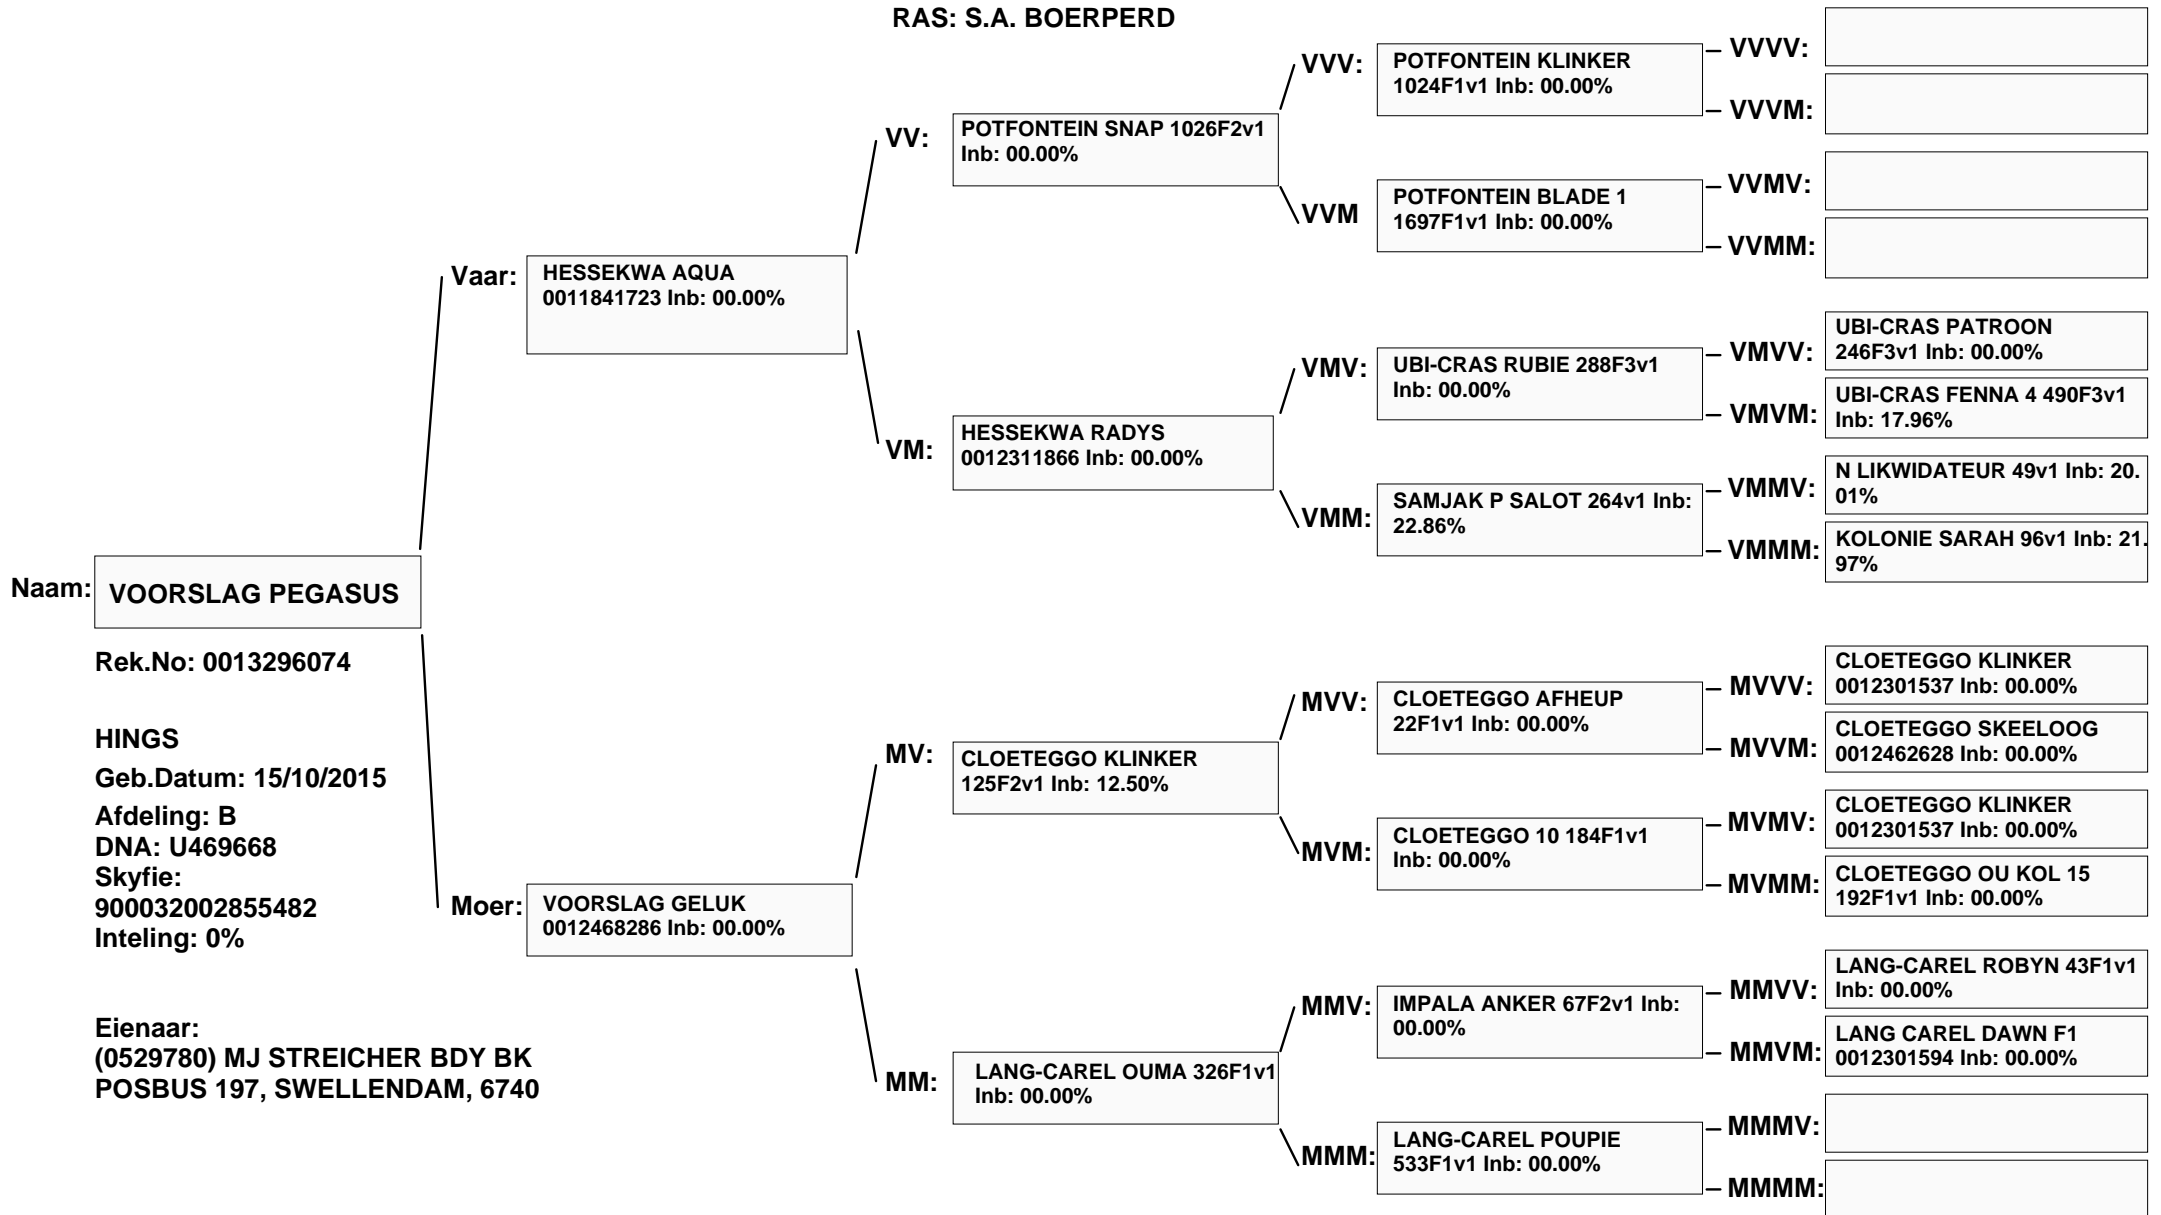 RAS: S.A. BOERPERD
Naam:
VOORSLAG PEGASUS
Rek.No: 0013296074
HINGS
Geb.Datum: 15/10/2015
Afdeling: B
DNA: U469668
Skyfie:
900032002855482
Inteling: 0%
Eienaar:
(0529780) MJ STREICHER BDY BK
POSBUS 197, SWELLENDAM, 6740
Vaar:
HESSEKWA AQUA
0011841723 Inb: 00.00%
Moer:
VOORSLAG GELUK
0012468286 Inb: 00.00%
VV:
POTFONTEIN SNAP 1026F2v1
Inb: 00.00%
VM:
HESSEKWA RADYS
0012311866 Inb: 00.00%
MV:
CLOETEGGO KLINKER
125F2v1 Inb: 12.50%
MM:
LANG-CAREL OUMA 326F1v1
Inb: 00.00%
VVV:
POTFONTEIN KLINKER
1024F1v1 Inb: 00.00%
VVM
POTFONTEIN BLADE 1
1697F1v1 Inb: 00.00%
VMV:
UBI-CRAS RUBIE 288F3v1
Inb: 00.00%
VMM:
SAMJAK P SALOT 264v1 Inb:
22.86%
MVV:
CLOETEGGO AFHEUP
22F1v1 Inb: 00.00%
MVM:
CLOETEGGO 10 184F1v1
Inb: 00.00%
MMV:
IMPALA ANKER 67F2v1 Inb:
00.00%
MMM:
LANG-CAREL POUPIE
533F1v1 Inb: 00.00%
VVVV:
VVVM:
VVMV:
VVMM:
VMVV:
UBI-CRAS PATROON
246F3v1 Inb: 00.00%
VMVM:
UBI-CRAS FENNA 4 490F3v1
Inb: 17.96%
VMMV:
N LIKWIDATEUR 49v1 Inb: 20.
01%
VMMM:
KOLONIE SARAH 96v1 Inb: 21.
97%
MVVV:
CLOETEGGO KLINKER
0012301537 Inb: 00.00%
MVVM:
CLOETEGGO SKEELOOG
0012462628 Inb: 00.00%
MVMV:
CLOETEGGO KLINKER
0012301537 Inb: 00.00%
MVMM:
CLOETEGGO OU KOL 15
192F1v1 Inb: 00.00%
MMVV:
LANG-CAREL ROBYN 43F1v1
Inb: 00.00%
MMVM:
LANG CAREL DAWN F1
0012301594 Inb: 00.00%
MMMV:
MMMM: